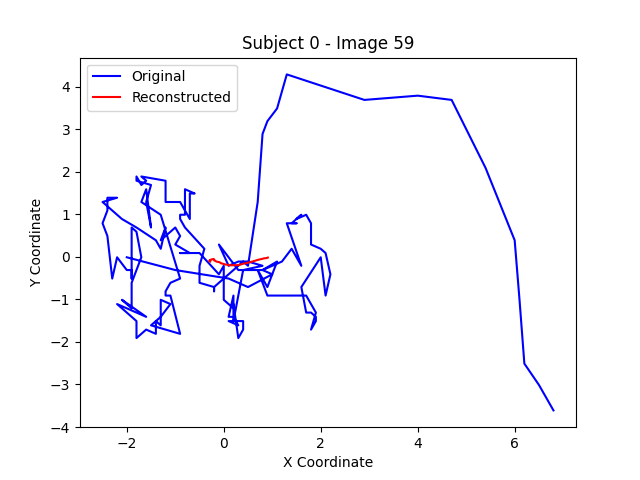 Subject 0 - Image 59
Original
Reconstructed
Y Coordinate
4
3
2
1
0
−1
−2
−3
−4
−2
0
2
4
6
X Coordinate